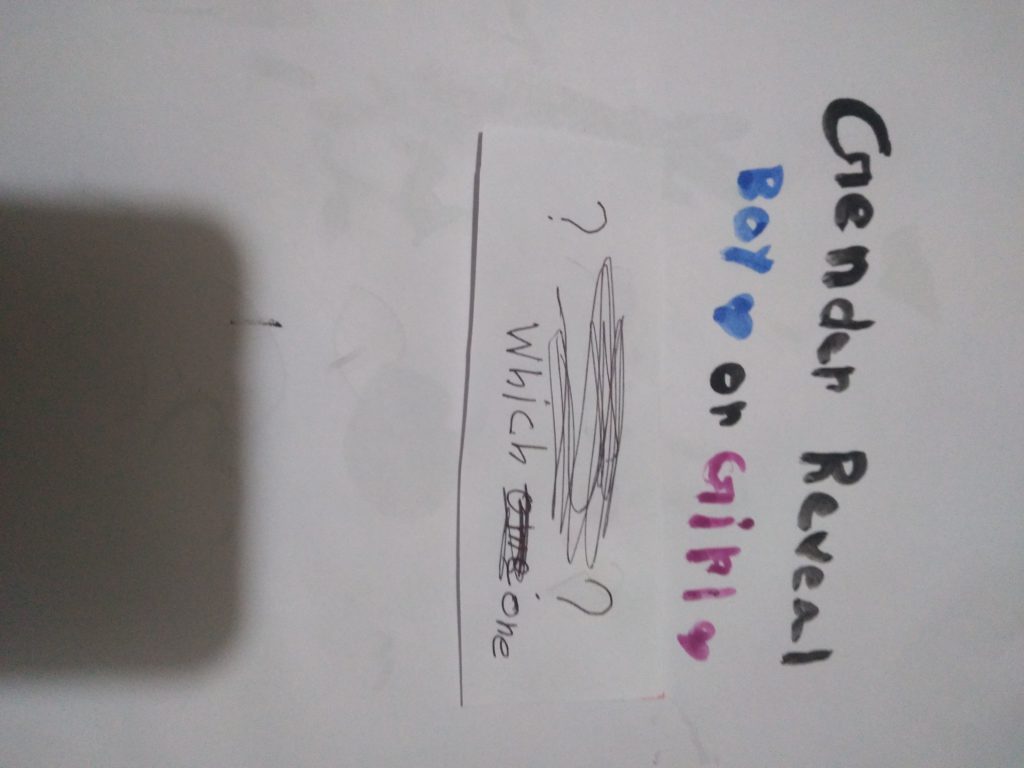 Gender Reveal
Boy ♥ or Girl ♥
? ?
Which one